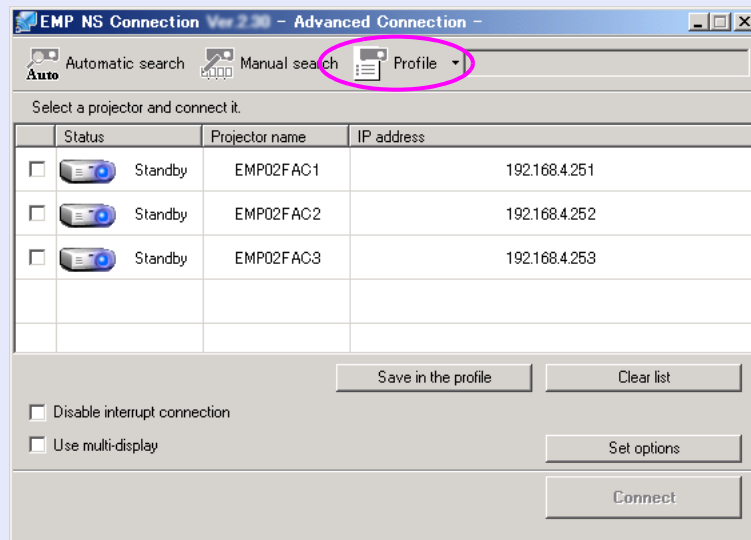 EMP NS Connection - Advanced Connection -
Auto Automatic search Manual search Profile
Select a projector and connect it.
Status Projector name IP address
Standby EMP02FAC1 192.168.4.251
Standby EMP02FAC2 192.168.4.252
Standby EMP02FAC3 192.168.4.253
Save in the profile Clear list
Disable interrupt connection
Use multi-display Set options
Connect